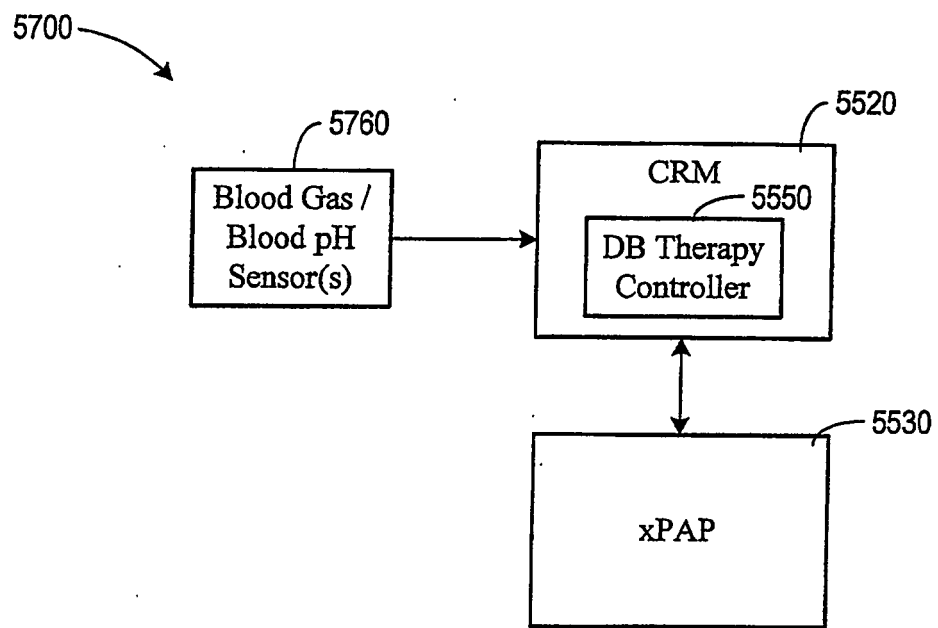 5700
5760
Blood Gas /
Blood pH
Sensor(s)
5520
CRM
5550
DB Therapy
Controller
5530
xPAP